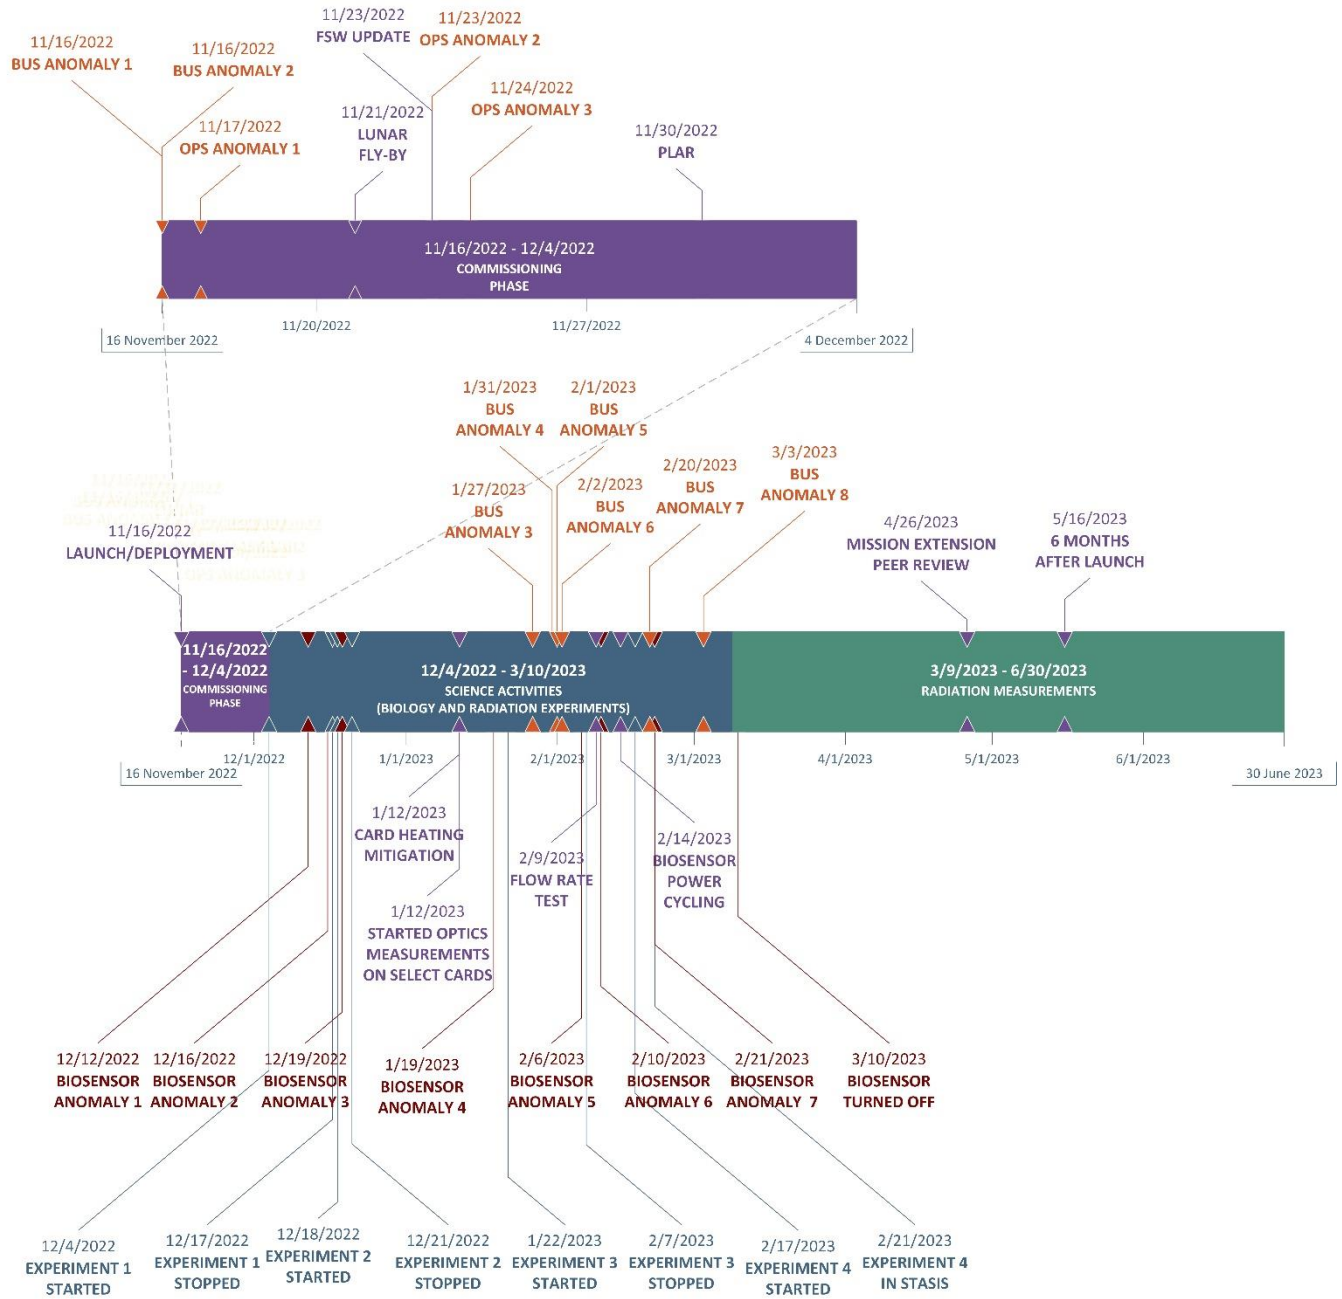 11/16/2022
BUS ANOMALY 1
11/16/2022
BUS ANOMALY 2
11/17/2022
OPS ANOMALY 1
11/23/2022
FSW UPDATE
11/21/2022
LUNAR
FLY-BY
11/23/2022
OPS ANOMALY 2
11/24/2022
OPS ANOMALY 3
11/30/2022
PLAR
11/16/2022 - 12/4/2022
COMMISSIONING
PHASE
11/20/2022
11/27/2022
16 November 2022
4 December 2022
1/31/2023
BUS
ANOMALY 4
2/1/2023
BUS
ANOMALY 5
1/27/2023
BUS
ANOMALY 3
2/2/2023
BUS
ANOMALY 6
2/20/2023
BUS
ANOMALY 7
3/3/2023
BUS
ANOMALY 8
11/16/2022
LAUNCH/DEPLOYMENT
OPS ANOMALY 3
4/26/2023
MISSION EXTENSION
PEER REVIEW
5/16/2023
6 MONTHS
AFTER LAUNCH
11/16/2022
- 12/4/2022
COMMISSIONING
PHASE
12/4/2022 - 3/10/2023
SCIENCE ACTIVITIES
(BIOLOGY AND RADIATION EXPERIMENTS)
3/9/2023 - 6/30/2023
RADIATION MEASUREMENTS
12/1/2022
1/1/2023
2/1/2023
3/1/2023
4/1/2023
5/1/2023
6/1/2023
16 November 2022
30 June 2023
1/12/2023
CARD HEATING
MITIGATION
1/12/2023
STARTED OPTICS
MEASUREMENTS
ON SELECT CARDS
2/9/2023
FLOW RATE
TEST
2/14/2023
BIOSENSOR
POWER
CYCLING
12/12/2022
BIOSENSOR
ANOMALY 1
12/16/2022
BIOSENSOR
ANOMALY 2
12/19/2022
BIOSENSOR
ANOMALY 3
1/19/2023
BIOSENSOR
ANOMALY 4
2/6/2023
BIOSENSOR
ANOMALY 5
2/10/2023
BIOSENSOR
ANOMALY 6
2/21/2023
BIOSENSOR
ANOMALY 7
3/10/2023
BIOSENSOR
TURNED OFF
12/4/2022
EXPERIMENT 1
STARTED
12/17/2022
EXPERIMENT 1
STOPPED
12/18/2022
EXPERIMENT 2
STARTED
12/21/2022
EXPERIMENT 2
STOPPED
1/22/2023
EXPERIMENT 3
STARTED
2/7/2023
EXPERIMENT 3
STOPPED
2/17/2023
EXPERIMENT 4
STARTED
2/21/2023
EXPERIMENT 4
IN STASIS